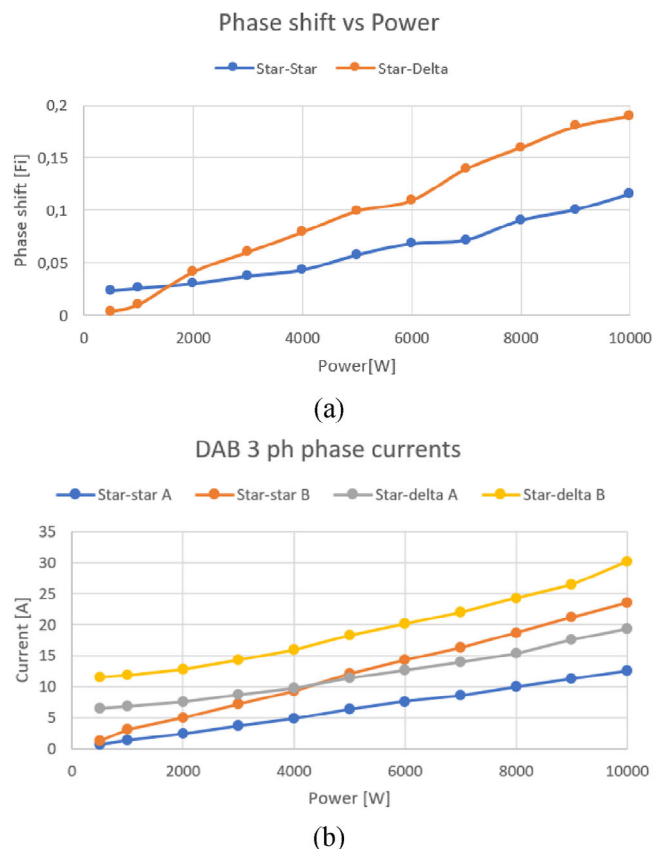 Phase shift vs Power
Star-Star Star-Delta
0,2
0,15
0,1
0,05
0
Phase shift [Fi]
0 2000 4000 6000 8000 10000
Power[W]
(a)
DAB 3 ph phase currents
Star-star A Star-star B Star-delta A Star-delta B
35
30
25
20
15
10
5
0
Current [A]
0 2000 4000 6000 8000 10000
Power [W]
(b)